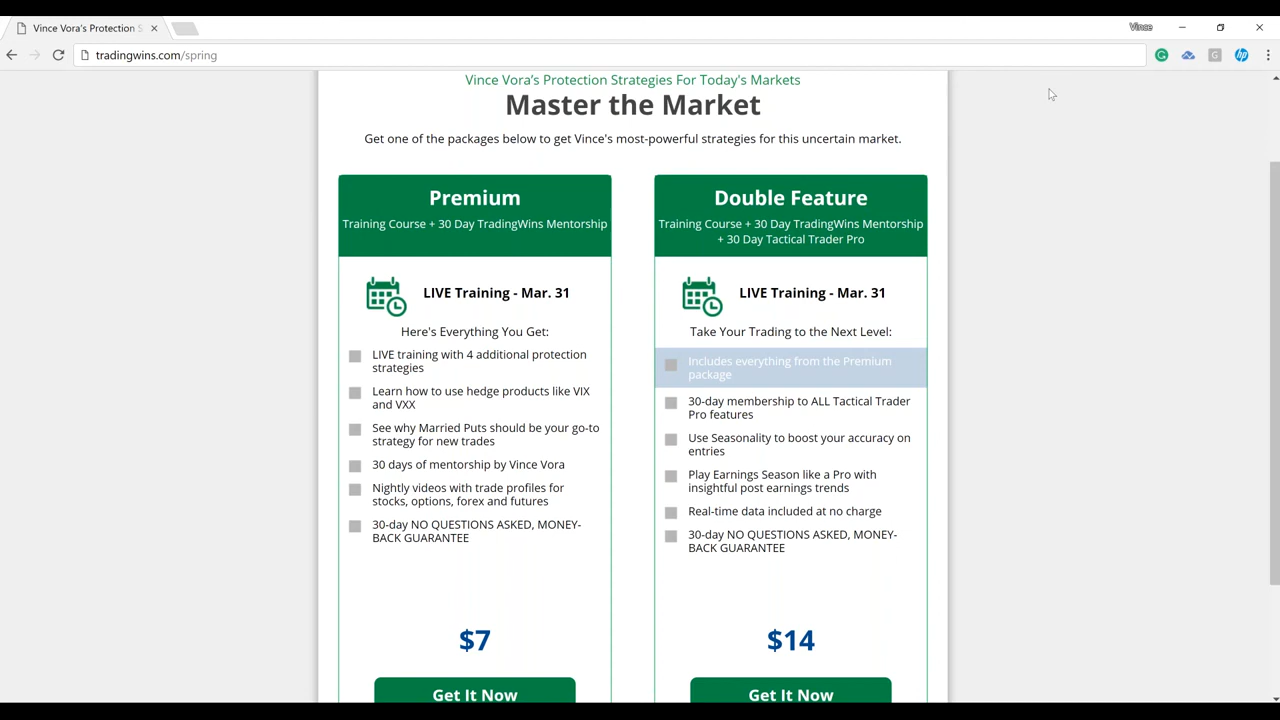 Vince Vora's Protection S
Vince
tradingwins.com/spring
Vince Vora's Protection Strategies For Today's Markets
Master the Market
Get one of the packages below to get Vince's most-powerful strategies for this uncertain market.
Premium
Training Course + 30 Day TradingWins Mentorship
LIVE Training - Mar. 31
Here's Everything You Get:
LIVE training with 4 additional protection
strategies
Learn how to use hedge products like VIX
and VXX
See why Married Puts should be your go-to
strategy for new trades
30 days of mentorship by Vince Vora
Nightly videos with trade profiles for
stocks, options, forex and futures
30-day NO QUESTIONS ASKED, MONEY-
BACK GUARANTEE
$7
Get It Now
Double Feature
Training Course + 30 Day TradingWins Mentorship
+ 30 Day Tactical Trader Pro
LIVE Training - Mar. 31
Take Your Trading to the Next Level:
Includes everything from the Premium
package
30-day membership to ALL Tactical Trader
Pro features
Use Seasonality to boost your accuracy on
entries
Play Earnings Season like a Pro with
insightful post earnings trends
Real-time data included at no charge
30-day NO QUESTIONS ASKED, MONEY-
BACK GUARANTEE
$14
Get It Now